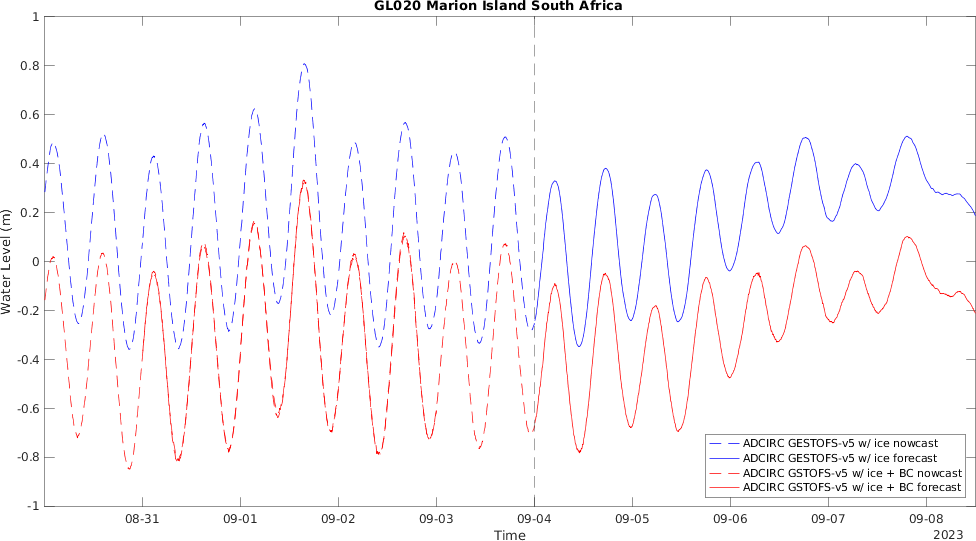 GL020 Marion Island South Africa
1
0.8
0.6
0.4
0.2
0
-0.2
-0.4
-0.6
-0.8
-1
Water Level (m)
ADCIRC GESTOFS-v5 w/ ice nowcast
ADCIRC GESTOFS-v5 w/ ice forecast
ADCIRC GSTOFS-v5 w/ ice + BC nowcast
ADCIRC GSTOFS-v5 w/ ice + BC forecast
08-31 09-01 09-02 09-03 09-04 09-05 09-06 09-07 09-08
Time
2023